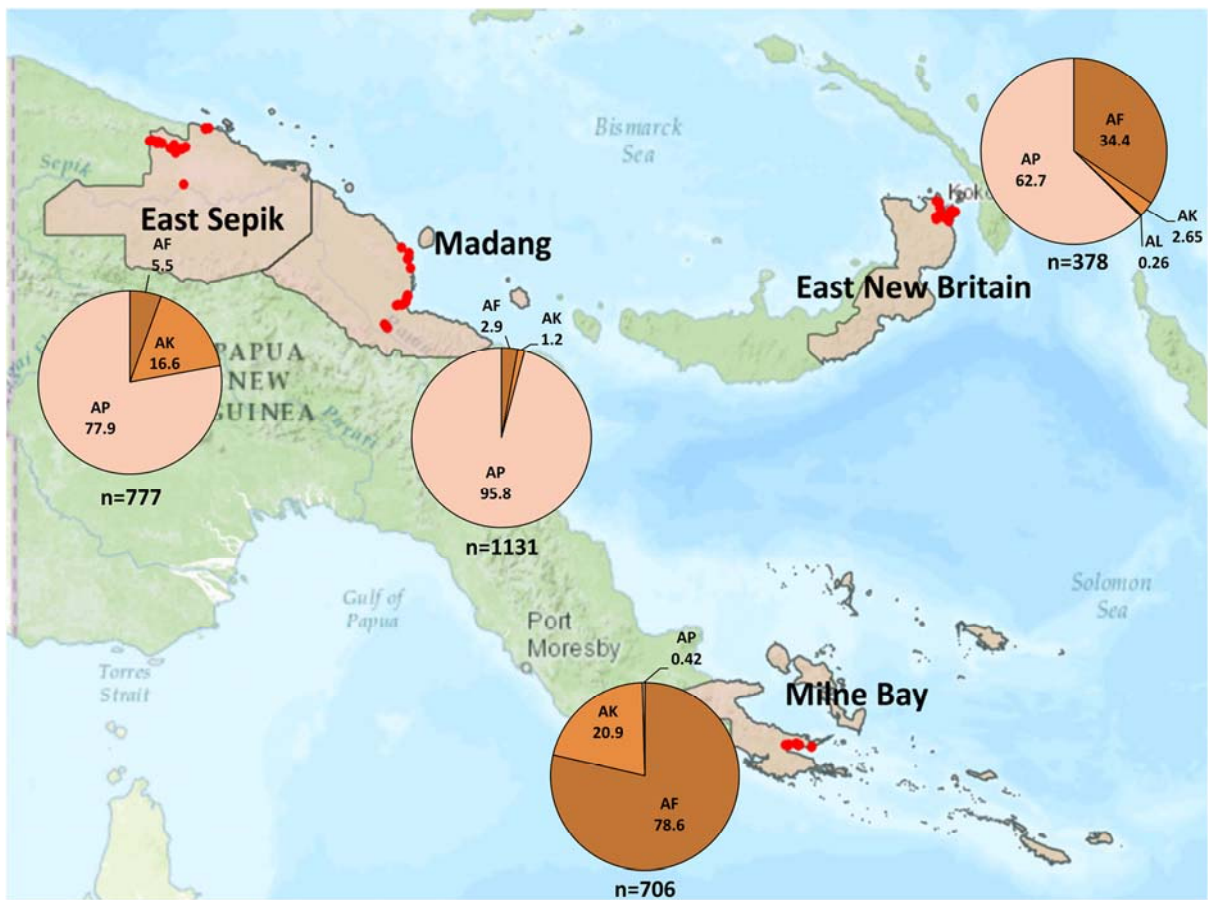 Bismarck
Sea
AF
34.4
AP
62.7
AK
2.65
AL
0.26
n=378
Sepik
East Sepik
Madang
East New Britain
AF
5.5
AK
16.6
AP
77.9
n=777
PAPUA
NEW
GUINEA
AF
2.9
AK
1.2
AP
95.8
n=1131
Gulf of
Papua
Port
Moresby
Solomon
Sea
Torres
Strait
AP
0.42
AK
20.9
AF
78.6
n=706
Milne Bay